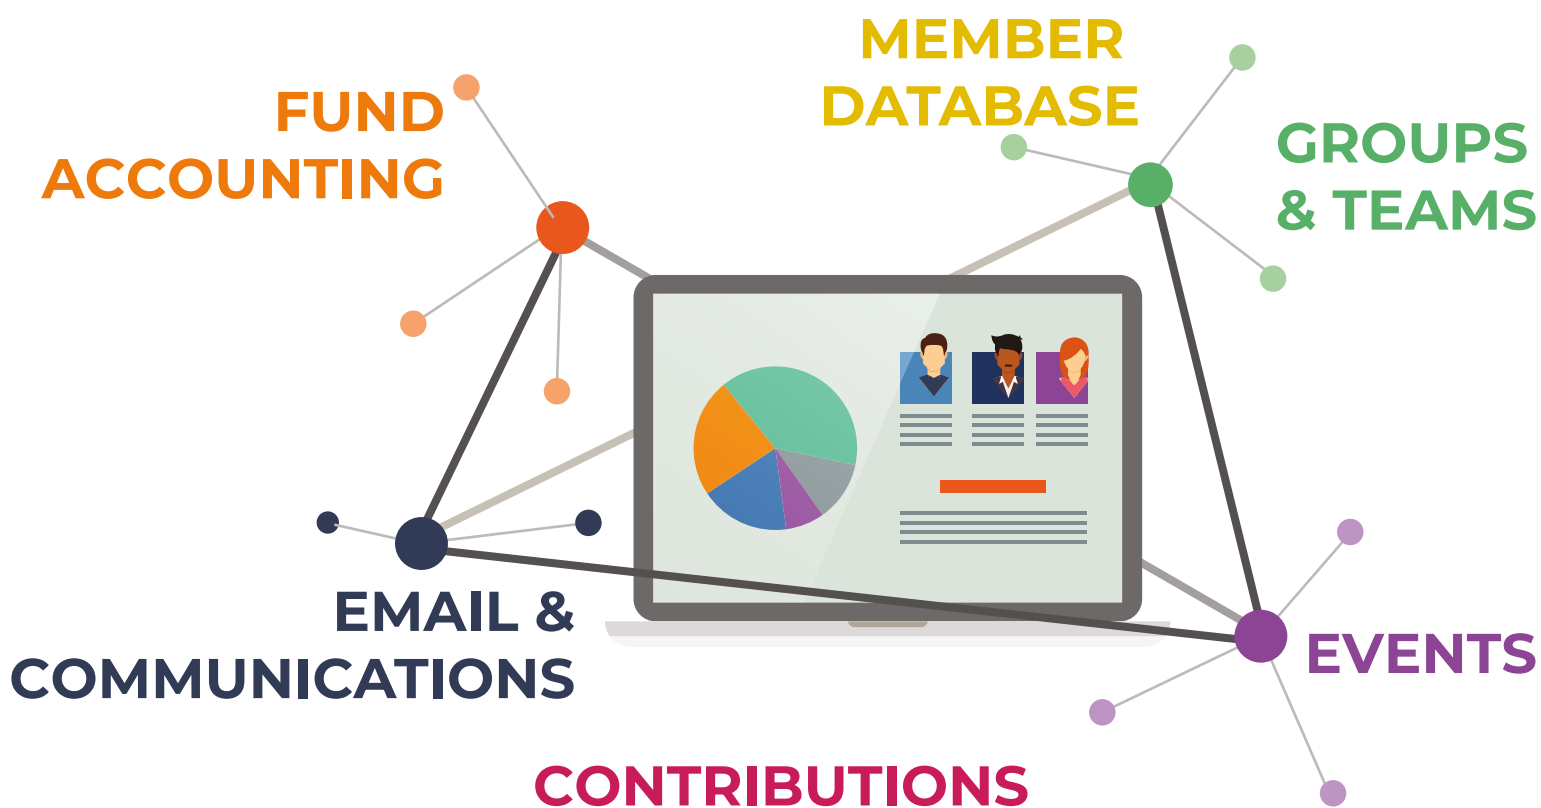 MEMBER
DATABASE
FUND
ACCOUNTING
GROUPS
& TEAMS
EMAIL &
COMMUNICATIONS
EVENTS
CONTRIBUTIONS